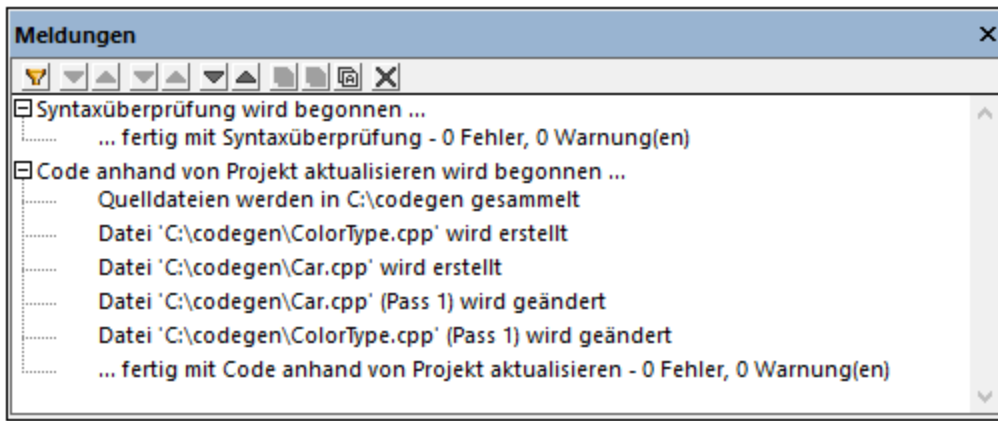 Meldungen
Syntaxüberprüfung wird begonnen ...
... fertig mit Syntaxüberprüfung - 0 Fehler, 0 Warnung(en)
Code anhand von Projekt aktualisieren wird begonnen ...
Quelldateien werden in C:\codegen gesammelt
Datei 'C:\codegen\ColorType.cpp' wird erstellt
Datei 'C:\codegen\Car.cpp' wird erstellt
Datei 'C:\codegen\Car.cpp' (Pass 1) wird geändert
Datei 'C:\codegen\ColorType.cpp' (Pass 1) wird geändert
... fertig mit Code anhand von Projekt aktualisieren - 0 Fehler, 0 Warnung(en)